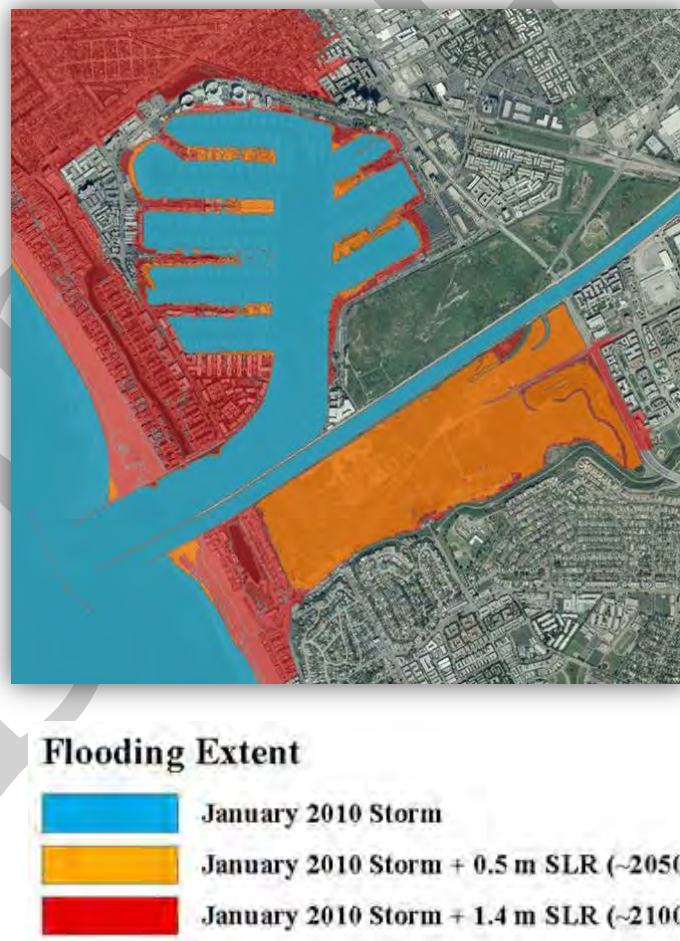 Flooding Extent
January 2010 Storm
January 2010 Storm + 0.5 m SLR (~2050
January 2010 Storm + 1.4 m SLR (~2100